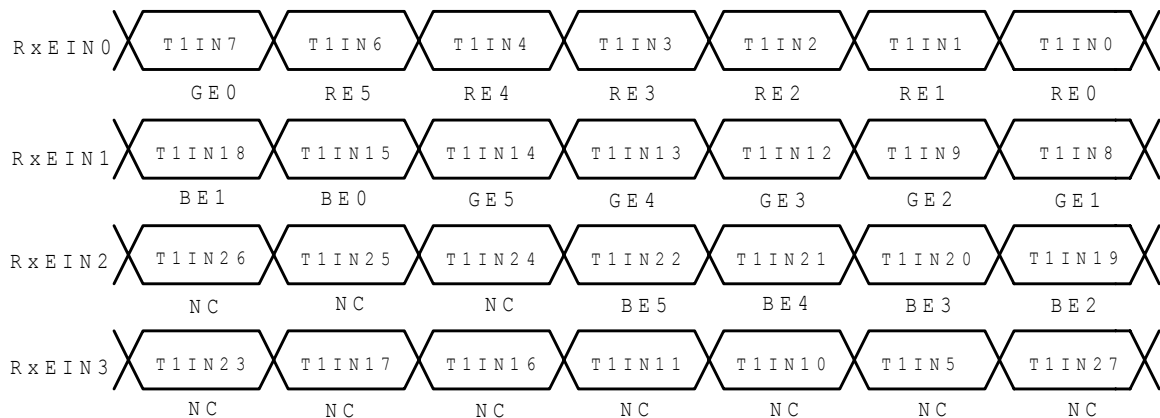 RxEIN0 T1IN7 T1IN6 T1IN4 T1IN3 T1IN2 T1IN1 T1IN0
GE0 RE5 RE4 RE3 RE2 RE1 RE0
RxEIN1 T1IN18 T1IN15 T1IN14 T1IN13 T1IN12 T1IN9 T1IN8
BE1 BE0 GE5 GE4 GE3 GE2 GE1
RxEIN2 T1IN26 T1IN25 T1IN24 T1IN22 T1IN21 T1IN20 T1IN19
NC NC NC BE5 BE4 BE3 BE2
RxEIN3 T1IN23 T1IN17 T1IN16 T1IN11 T1IN10 T1IN5 T1IN27
NC NC NC NC NC NC NC